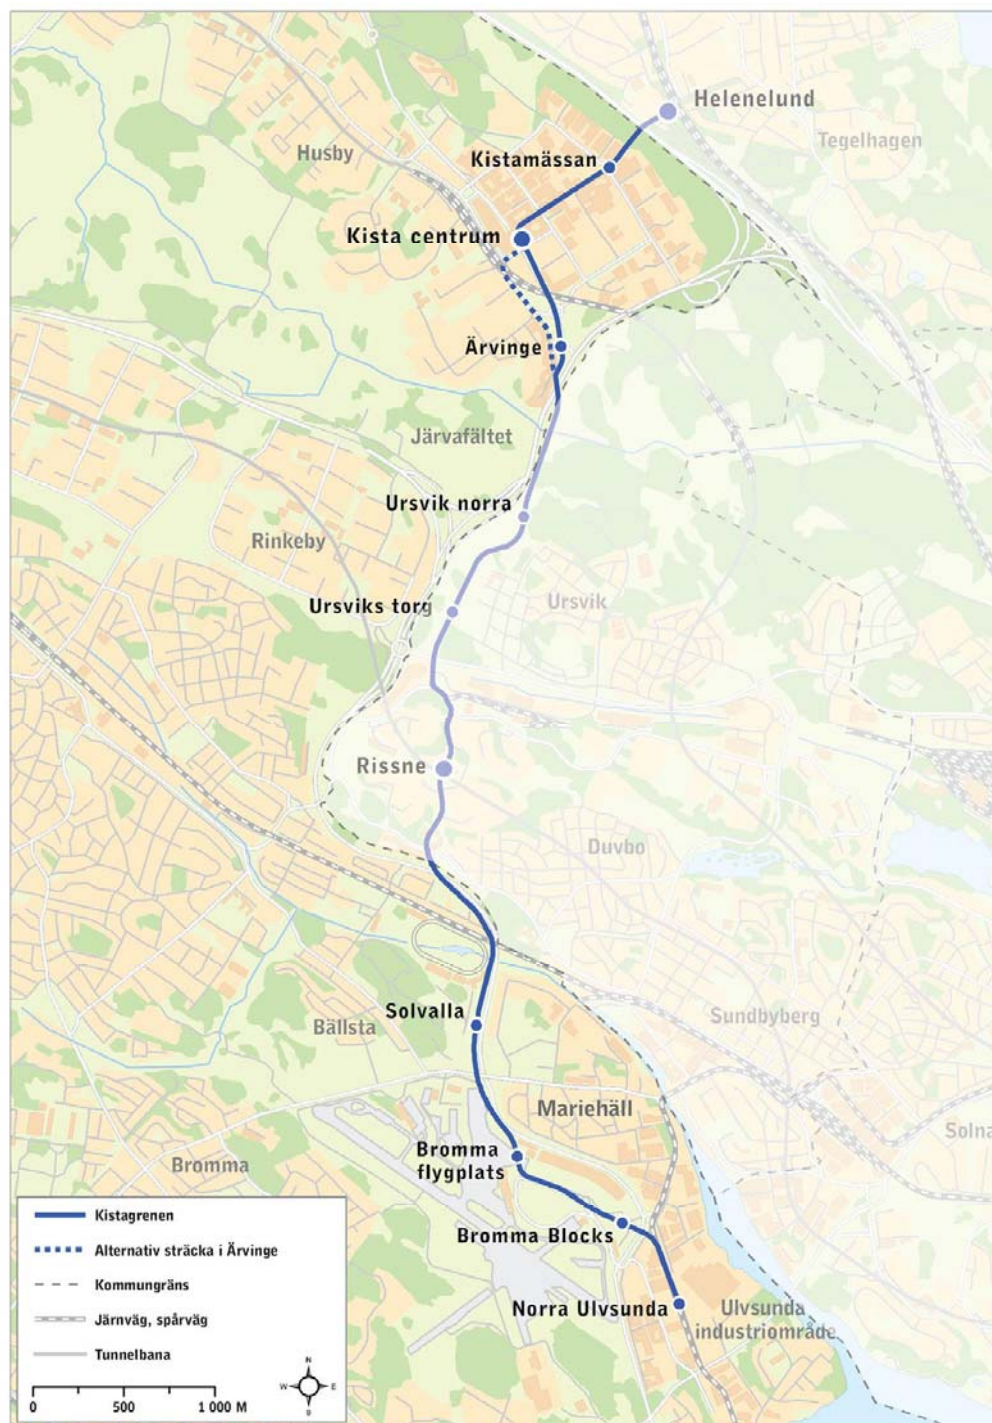 Helenelund
Tegelhagen
Husby
Kistamässan
Kista centrum
Ärvinge
Järvafältet
Ursvik norra
Rinkeby
Ursviks torg
Ursvik
Rissne
Duvbo
Solvalla
Bällsta
Sundbyberg
Mariehäll
Solna
Bromma
flygplats
Bromma
Bromma Blocks
Norra Ulvsunda
Ulvsunda
industriområde
Kistagrenen
Alternativ sträcka i Ärvinge
Kommungräns
Järnväg, spårväg
Tunnelbana
N
W E
S
0 500 1 000 M